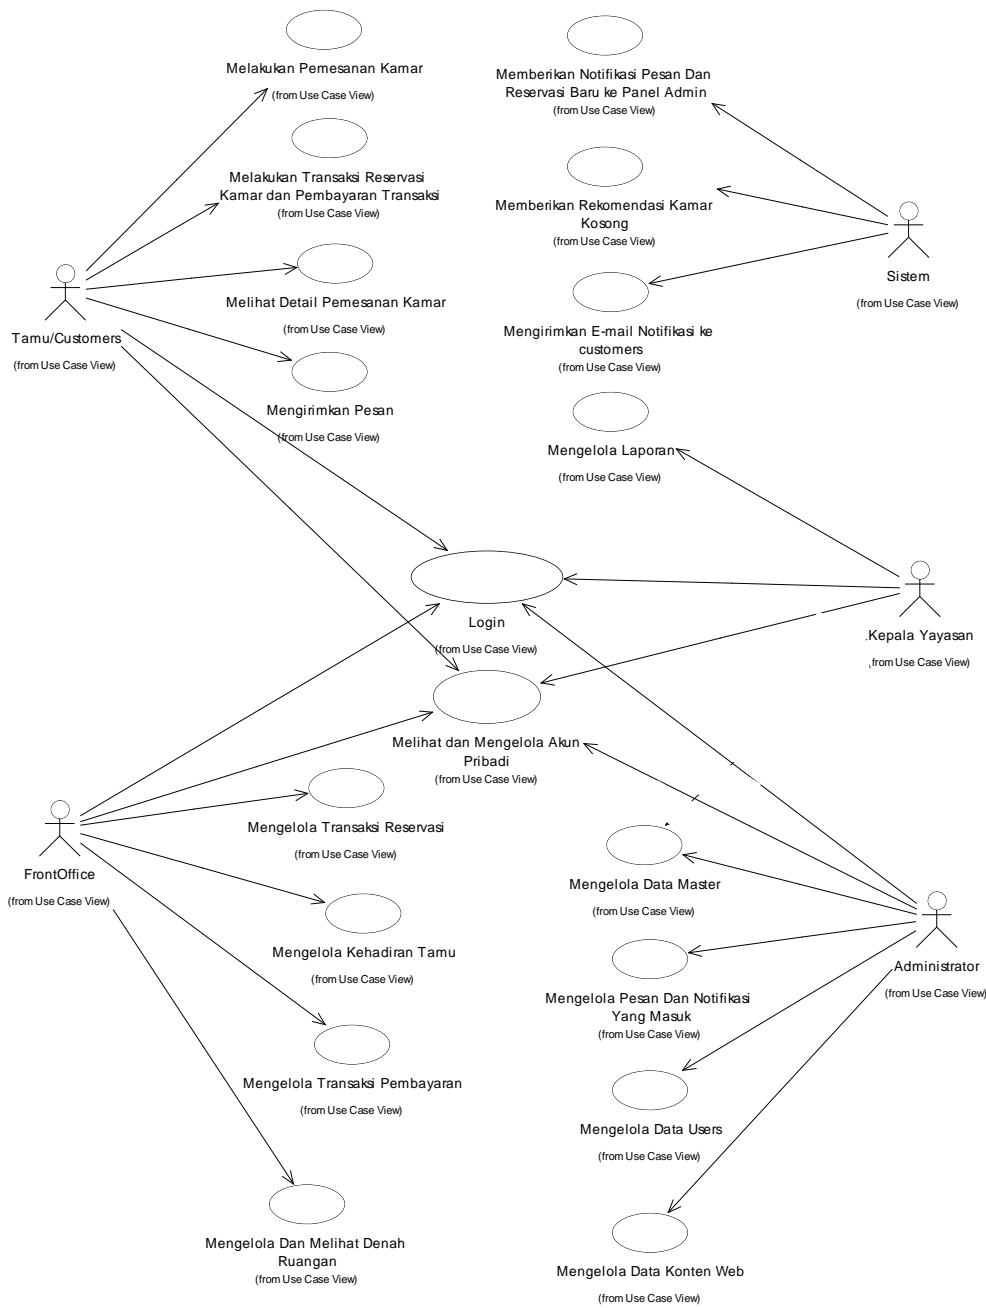 Melakukan Pemesanan Kamar
(from Use Case View)
Memberikan Notifikasi Pesan Dan
Reservasi Baru ke Panel Admin
(from Use Case View)
Melakukan Transaksi Reservasi
Kamar dan Pembayaran Transaksi
(from Use Case View)
Memberikan Rekomendasi Kamar
Kosong
(from Use Case View)
Sistem
(from Use Case View)
Melihat Detail Pemesanan Kamar
(from Use Case View)
Tamu/Customers
(from Use Case View)
Mengirimkan E-mail Notifikasi ke
customers
(from Use Case View)
Mengirimkan Pesan
(from Use Case View)
Mengelola Laporan
(from Use Case View)
Login
(from Use Case View)
Kepala Yayasan
(from Use Case View)
Melihat dan Mengelola Akun
Pribadi
(from Use Case View)
Mengelola Transaksi Reservasi
(from Use Case View)
FrontOffice
(from Use Case View)
Mengelola Data Master
(from Use Case View)
Mengelola Kehadiran Tamu
(from Use Case View)
Administrator
(from Use Case View)
Mengelola Pesan Dan Notifikasi
Yang Masuk
(from Use Case View)
Mengelola Transaksi Pembayaran
(from Use Case View)
Mengelola Data Users
(from Use Case View)
Mengelola Dan Melihat Denah
Ruangan
(from Use Case View)
Mengelola Data Konten Web
(from Use Case View)